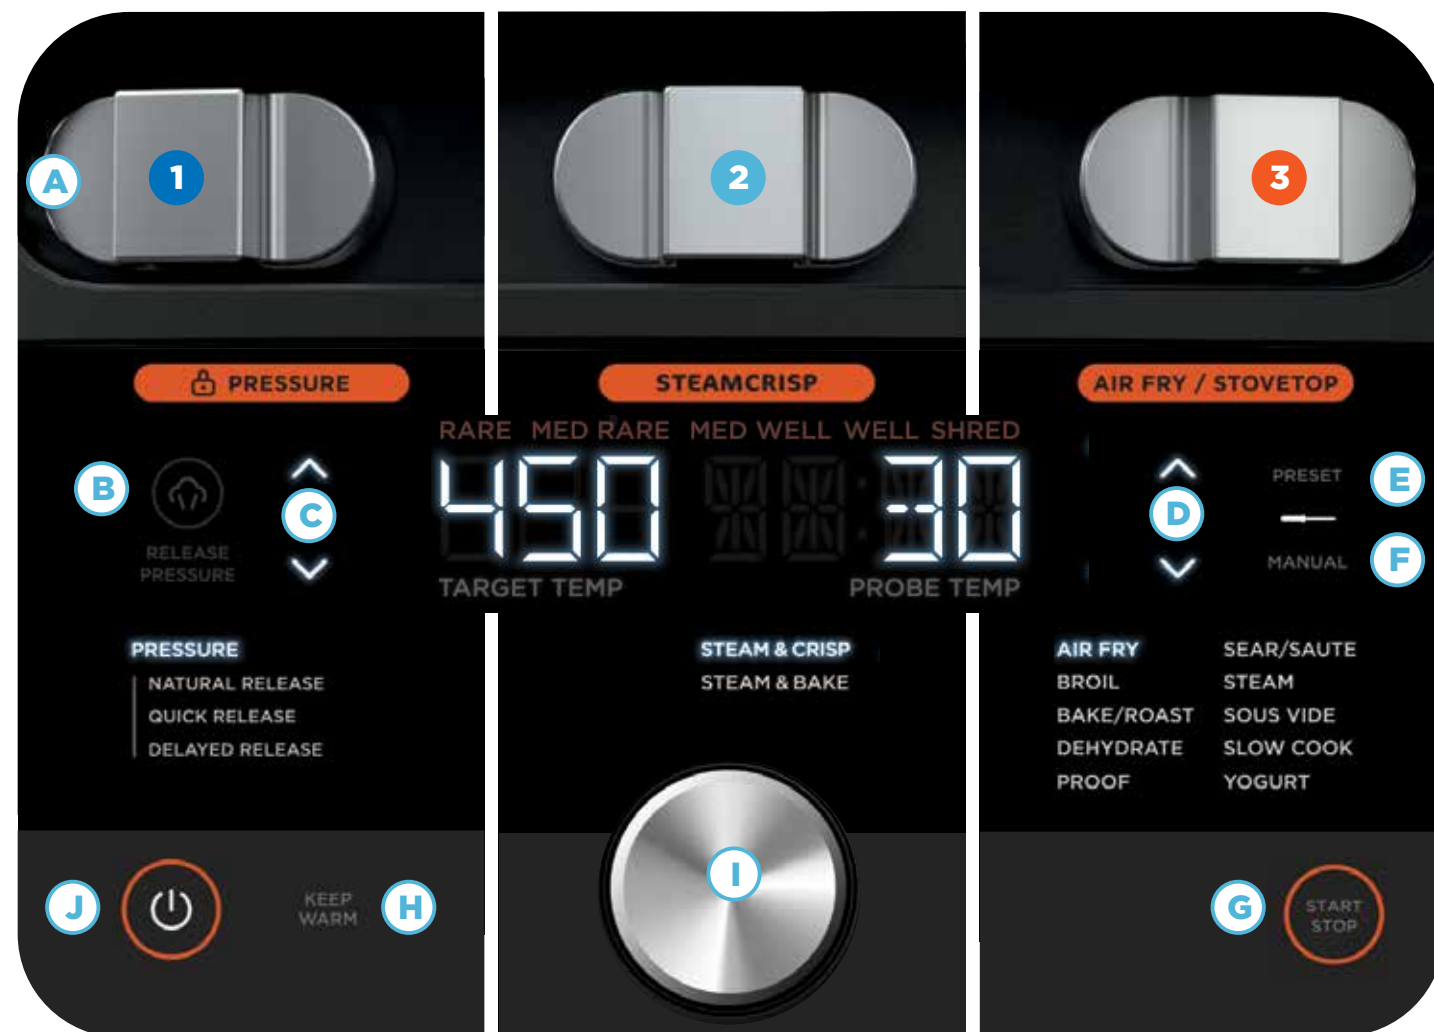 A
1
2
3
PRESSURE
STEAMCRISP
AIR FRY / STOVETOP
RARE MED RARE MED WELL WELL SHRED
450 30
TARGET TEMP PROBE TEMP
B
RELEASE
PRESSURE
C
D
PRESET
E
MANUAL
F
PRESSURE
NATURAL RELEASE
QUICK RELEASE
DELAYED RELEASE
STEAM & CRISP
STEAM & BAKE
AIR FRY
BROIL
BAKE/ROAST
DEHYDRATE
PROOF
SEAR/SAUTE
STEAM
SOUS VIDE
SLOW COOK
YOGURT
J
KEEP
WARM
H
I
G
START
STOP